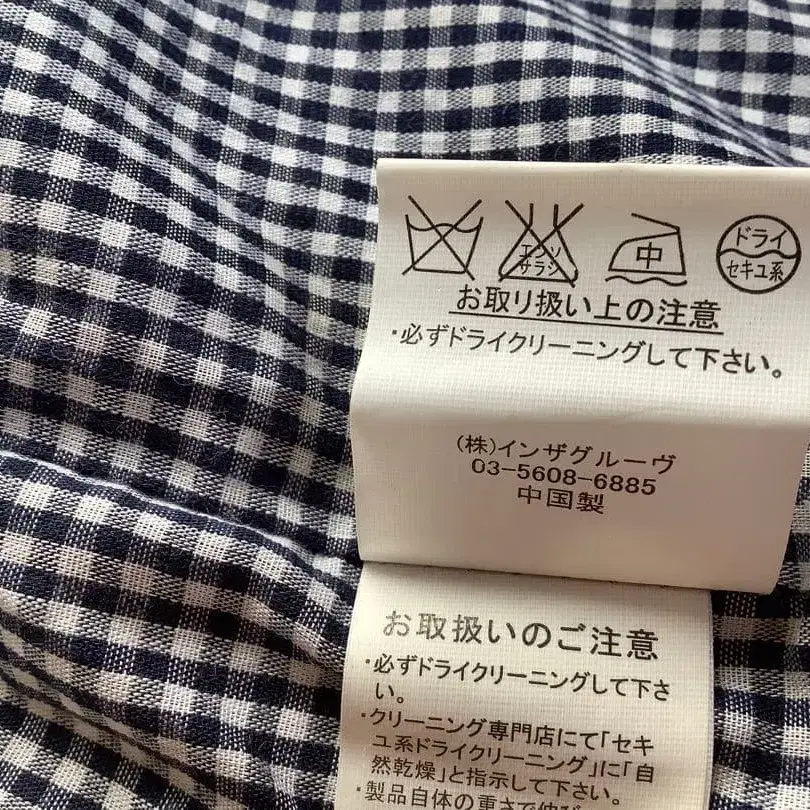 エンソ
サラシ
中
ドライ
セキユ系
お取り扱い上の注意
・必ずドライクリーニングして下さい。
(株)インザグルーヴ
03-5608-6885
中国製
お取扱いのご注意
・必ずドライクリーニングして下さ
い。
・クリーニング専門店にて「セキ
ユ系ドライクリーニング」に「自
然乾燥」と指示して下さい。
・製品自体の重さで伸び